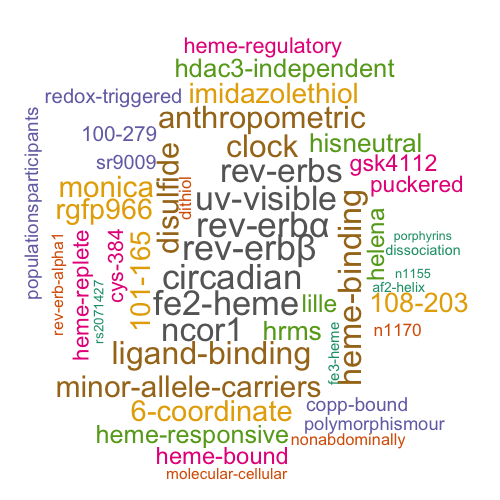 heme-regulatory
hdac3-independent
redox-triggered
imidazolethiol
anthropometric
100-279
clock
hisneutral
sr9009
rev-erbs
gsk4112
monica
disulfide
dithiol
uv-visible
puckered
rgfp966
rev-erbα
populationsparticipants
rev-erbβ
helena
porphyrins
dissociation
rev-erb-alpha1
heme-replete
cys-384
101-165
circadian
heme-binding
n1155
af2-helix
rs2071427
fe2-heme
lille
108-203
ncor1
hrms
fe3-heme
n1170
ligand-binding
minor-allele-carriers
6-coordinate
copp-bound
polymorphismour
heme-responsive
nonabdominally
heme-bound
molecular-cellular